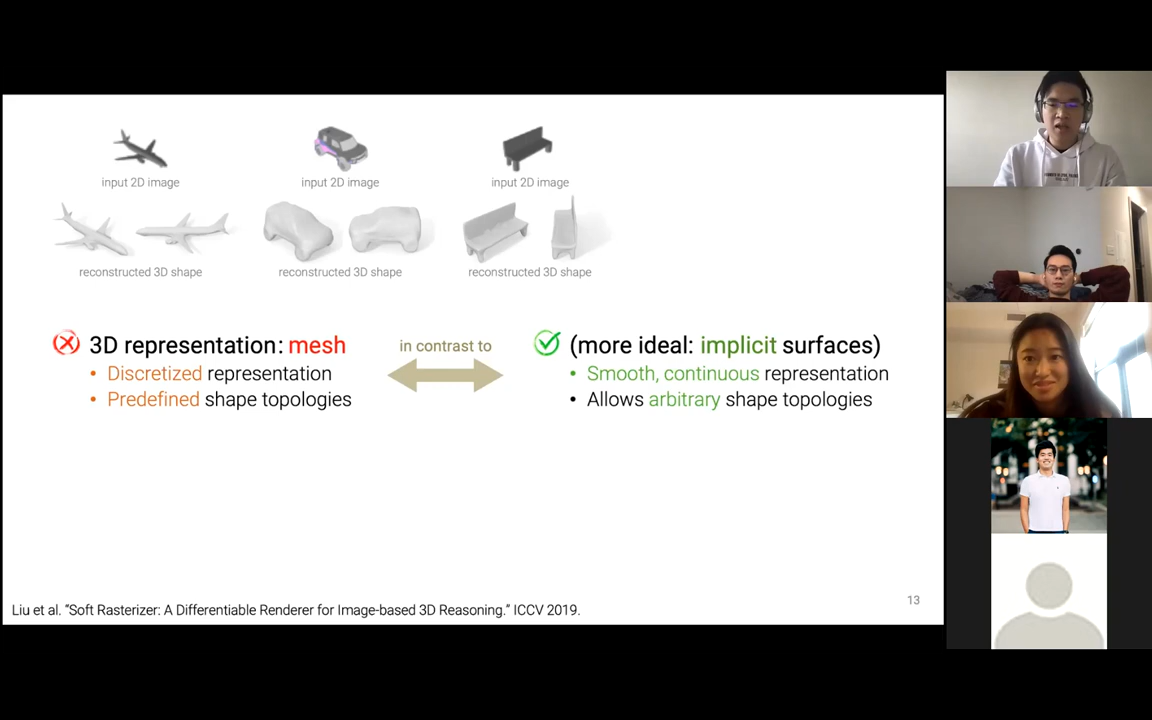 input 2D image
input 2D image
input 2D image
reconstructed 3D shape
reconstructed 3D shape
reconstructed 3D shape
3D representation: mesh
Discretized representation
Predefined shape topologies
in contrast to
(more ideal: implicit surfaces)
Smooth, continuous representation
Allows arbitrary shape topologies
Liu et al. “Soft Rasterizer: A Differentiable Renderer for Image-based 3D Reasoning.” ICCV 2019.
13